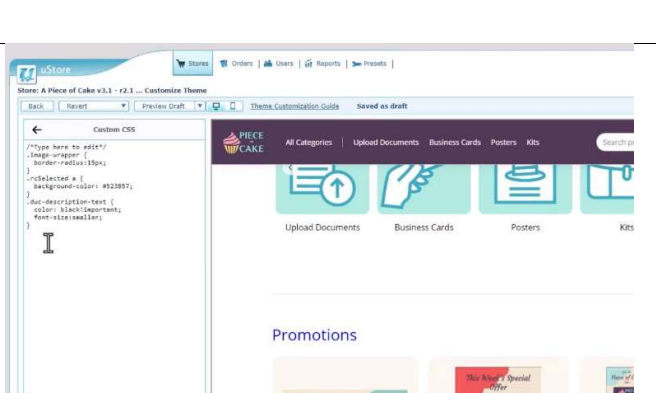 uStore
Stores Orders | Users | Reports | Presets |
Store: A Piece of Cake v3.1 - r2.1 ... Customize Theme
Back Revert Preview Draft Theme Customization Guide Saved as draft
Custom CSS
/*Type here to edit*/
.image-wrapper {
border-radius:15px;
}
.rcSelected a {
background-color: #523857;
}
.duc-description-text {
color: black!important;
font-size:smaller;
}
PIECE
CAKE
All Categories | Upload Documents Business Cards Posters Kits
Search
Upload Documents Business Cards Posters Kits
Promotions
This Week's Special
Offer